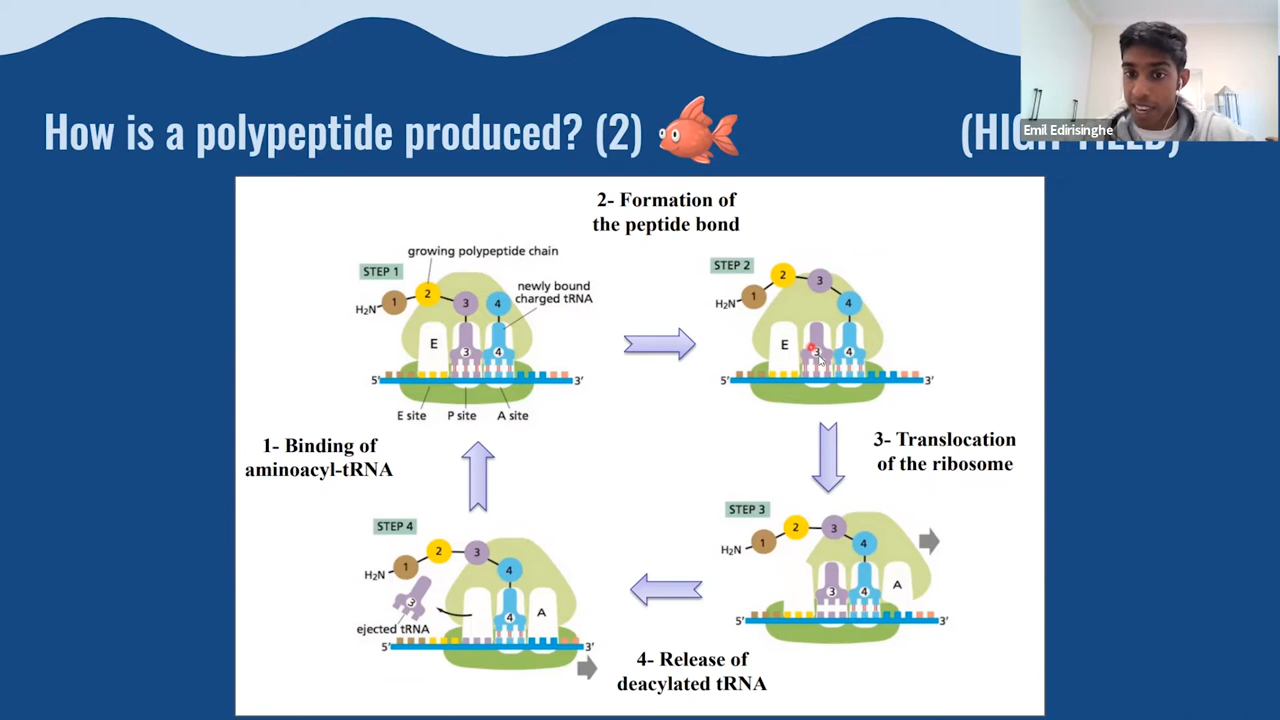 How is a polypeptide produced? (2)
Emil Edirisinghe
2- Formation of
the peptide bond
growing polypeptide chain
STEP 1
newly bound
charged tRNA
H₂N
1
2
3
4
E
3
4
5'
3'
E site
P site
A site
STEP 2
H₂N
1
2
3
4
E
3
4
5'
3'
1- Binding of
aminoacyl-tRNA
3- Translocation
of the ribosome
STEP 4
H₂N
1
2
3
4
3
4
A
ejected tRNA
5'
3'
STEP 3
H₂N
1
2
3
4
3
4
A
5'
3'
4- Release of
deacylated tRNA